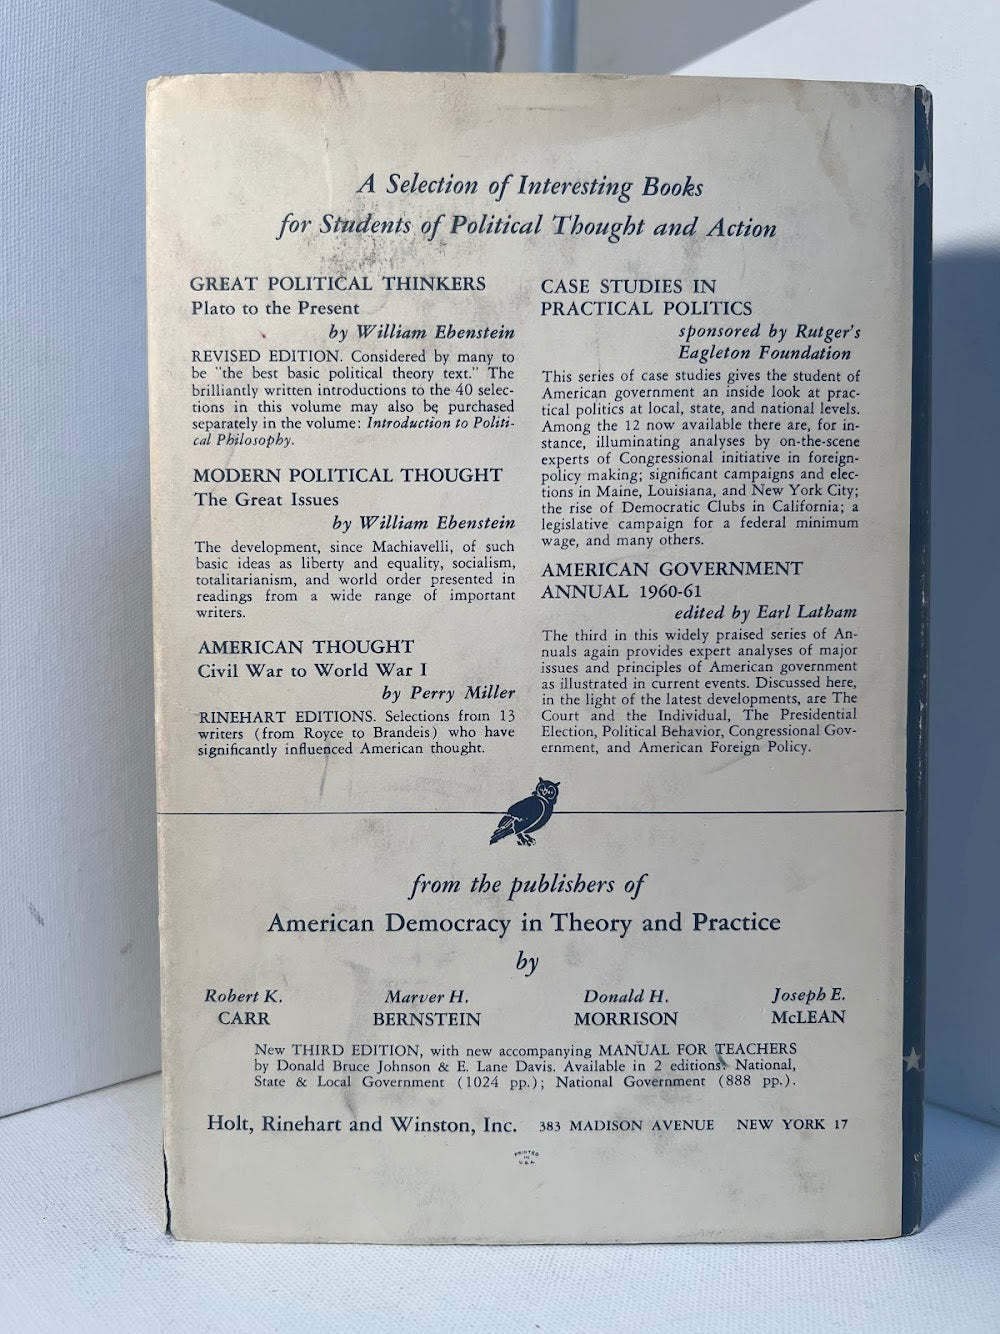 A Selection of Interesting Books
for Students of Political Thought and Action
GREAT POLITICAL THINKERS
Plato to the Present
by William Ebenstein
REVISED EDITION. Considered by many to
be "the best basic political theory text." The
brilliantly written introductions to the 40 selec-
tions in this volume may also be purchased
separately in the volume: Introduction to Politi-
cal Philosophy.
MODERN POLITICAL THOUGHT
The Great Issues
by William Ebenstein
The development, since Machiavelli, of such
basic ideas as liberty and equality, socialism,
totalitarianism, and world order presented in
readings from a wide range of important
writers.
AMERICAN THOUGHT
Civil War to World War I
by Perry Miller
RINEHART EDITIONS. Selections from 13
writers (from Royce to Brandeis) who have
significantly influenced American thought.
CASE STUDIES IN
PRACTICAL POLITICS
sponsored by Rutger's
Eagleton Foundation
This series of case studies gives the student of
American government an inside look at prac-
tical politics at local, state, and national levels.
Among the 12 now available there are, for in-
stance, illuminating analyses by on-the-scene
experts of Congressional initiative in foreign-
policy making; significant campaigns and elec-
tions in Maine, Louisiana, and New York City;
the rise of Democratic Clubs in California; a
legislative campaign for a federal minimum
wage, and many others.
AMERICAN GOVERNMENT
ANNUAL 1960-61
edited by Earl Latham
The third in this widely praised series of An-
nuals again provides expert analyses of major
issues and principles of American government
as illustrated in current events. Discussed here,
in the light of the latest developments, are The
Court and the Individual, The Presidential
Election, Political Behavior, Congressional Gov-
ernment, and American Foreign Policy.
from the publishers of
American Democracy in Theory and Practice
by
Robert K. Marver H. Donald H. Joseph E.
CARR BERNSTEIN MORRISON McLEAN
New THIRD EDITION, with new accompanying MANUAL FOR TEACHERS
by Donald Bruce Johnson & E. Lane Davis. Available in 2 editions: National,
State & Local Government (1024 pp.); National Government (888 pp.).
Holt, Rinehart and Winston, Inc. 383 MADISON AVENUE NEW YORK 17
PRINTED
IN
U.S.A.